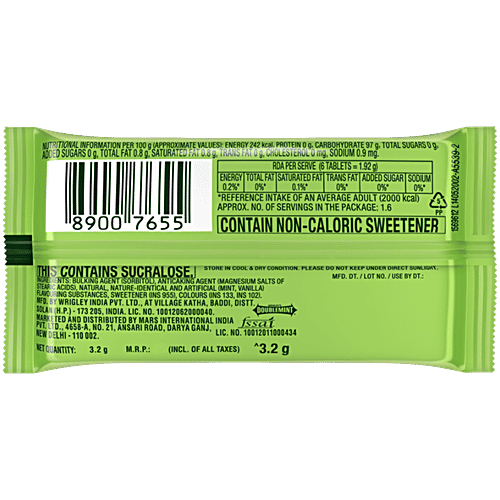 NUTRITIONAL INFORMATION PER 100 g (APPROXIMATE VALUES): ENERGY 242 kcal, PROTEIN 0 g, CARBOHYDRATE 97 g, TOTAL SUGARS 0 g,
ADDED SUGARS 0 g, TOTAL FAT 0.8 g, SATURATED FAT 0.8 g, TRANS FAT 0 g, CHOLESTEROL 0 mg, SODIUM 0.9 mg.
RDA PER SERVE (6 TABLETS = 1.92 g)
ENERGY TOTAL FAT SATURATED FAT TRANS FAT ADDED SUGAR SODIUM
0.2%* 0%* 0.1%* 0%* 0%* 0%*
*REFERENCE INTAKE OF AN AVERAGE ADULT (2000 kcal)
APPROX. NO. OF SERVINGS IN THE PACKAGE: 1.6
CONTAIN NON-CALORIC SWEETENER
8900 7655
5
PP
THIS CONTAINS SUCRALOSE.
STORE IN COOL & DRY CONDITION. PLEASE DO NOT KEEP UNDER DIRECT SUNLIGHT.
INGREDIENTS: BULKING AGENT (SORBITOL), ANTICAKING AGENT (MAGNESIUM SALTS OF
STEARIC ACIDS), NATURAL, NATURE-IDENTICAL AND ARTIFICIAL (MINT, VANILLA)
FLAVOURING SUBSTANCES, SWEETENER (INS 955), COLOURS (INS 133, INS 102).
MFD. BY WRIGLEY INDIA PVT. LTD., AT VILLAGE KATHA, BADDI, DISTT.
SOLAN (H.P.) - 173 205, INDIA. LIC. NO. 10012062000040.
MARKETED AND DISTRIBUTED BY MARS INTERNATIONAL INDIA
PVT. LTD., 4658-A, NO. 21, ANSARI ROAD, DARYA GANJ,
NEW DELHI - 110 002.
MFD. DT. / LOT NO. / USE BY DT.:
DOUBLEMINT
fssai
LIC. NO. 10012011000434
NET QUANTITY: 3.2 g M.R.P.: (INCL. OF ALL TAXES) ^3.2 g